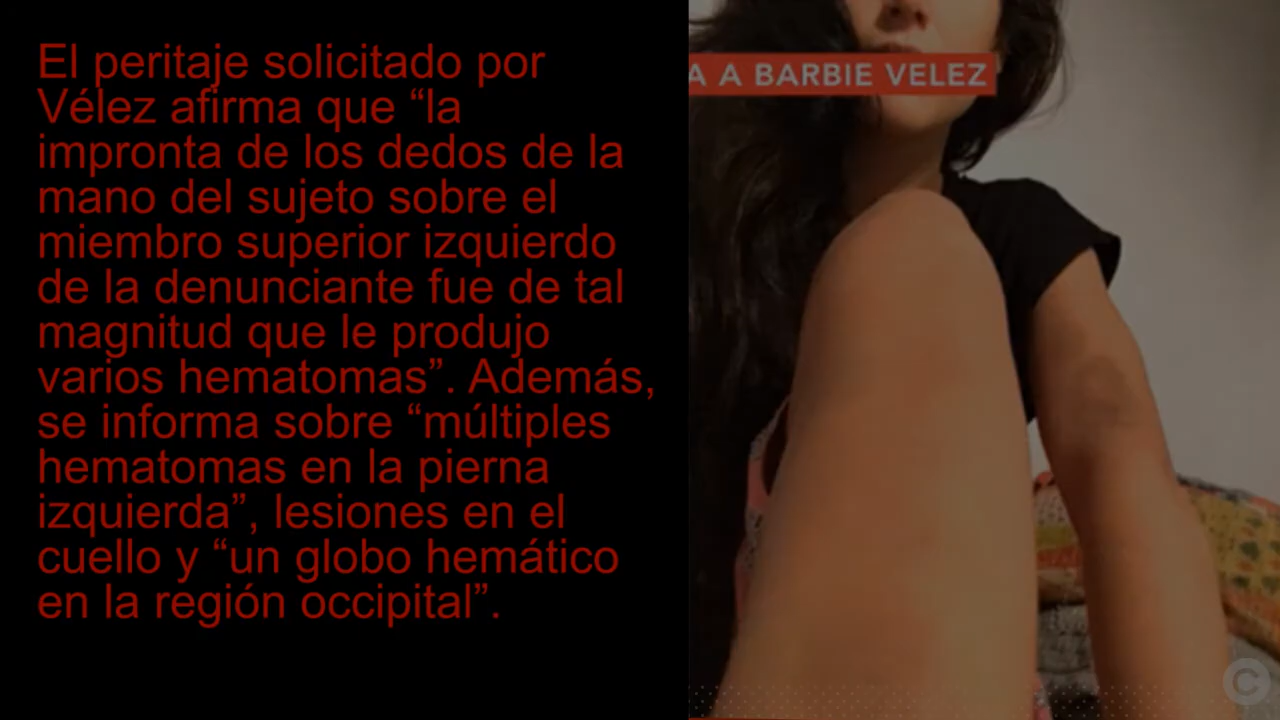 El peritaje solicitado por
Vélez afirma que “la
impronta de los dedos de la
mano del sujeto sobre el
miembro superior izquierdo
de la denunciante fue de tal
magnitud que le produjo
varios hematomas”. Además,
se informa sobre “múltiples
hematomas en la pierna
izquierda”, lesiones en el
cuello y “un globo hemático
en la región occipital”.
A A BARBIE VELEZ
C